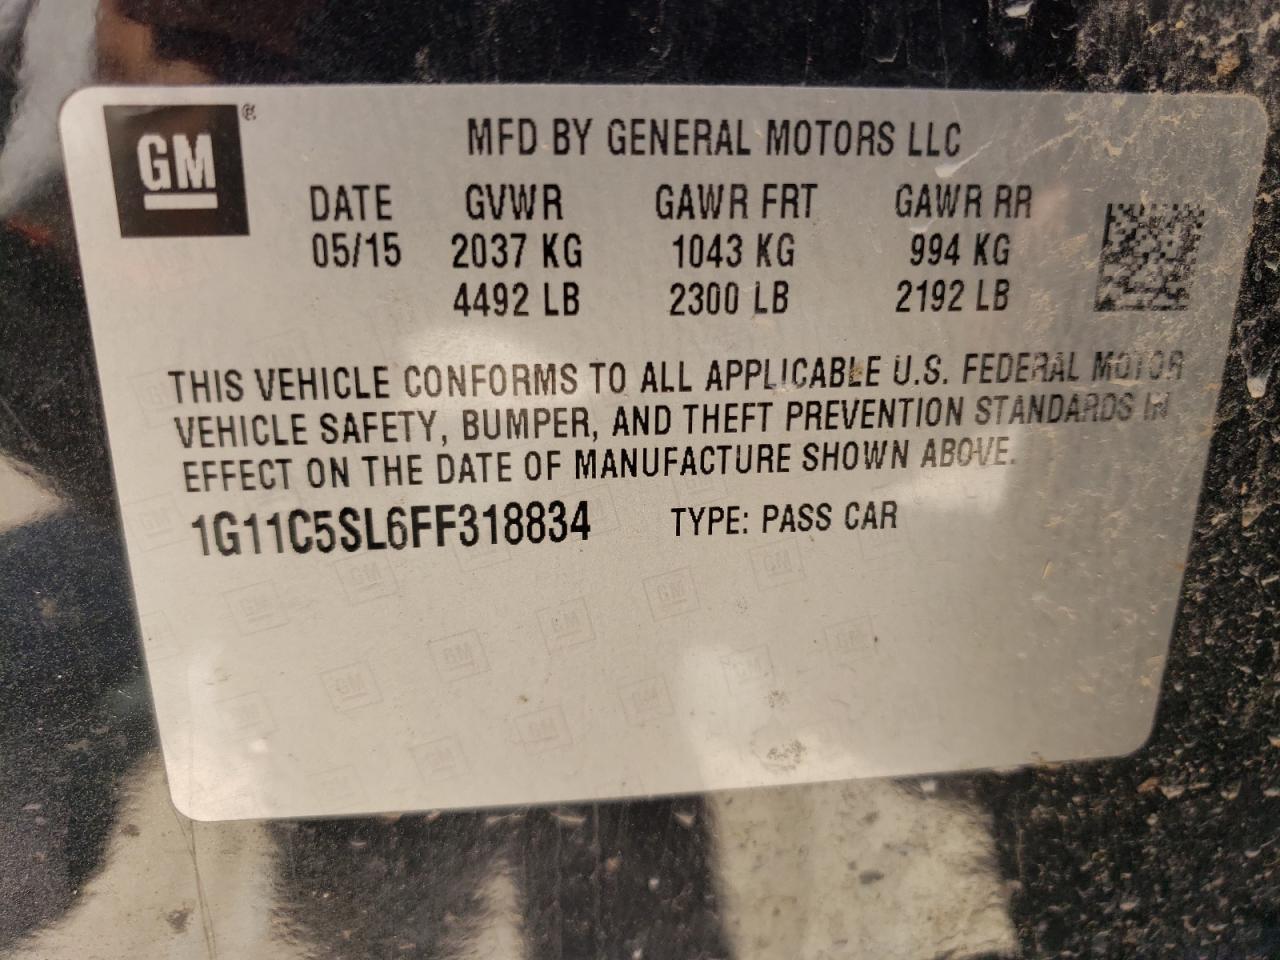 GM ®
MFD BY GENERAL MOTORS LLC
DATE GVWR GAWR FRT GAWR RR
05/15 2037 KG 1043 KG 994 KG
4492 LB 2300 LB 2192 LB
THIS VEHICLE CONFORMS TO ALL APPLICABLE U.S. FEDERAL MOTOR
VEHICLE SAFETY, BUMPER, AND THEFT PREVENTION STANDARDS IN
EFFECT ON THE DATE OF MANUFACTURE SHOWN ABOVE.
1G11C5SL6FF318834 TYPE: PASS CAR